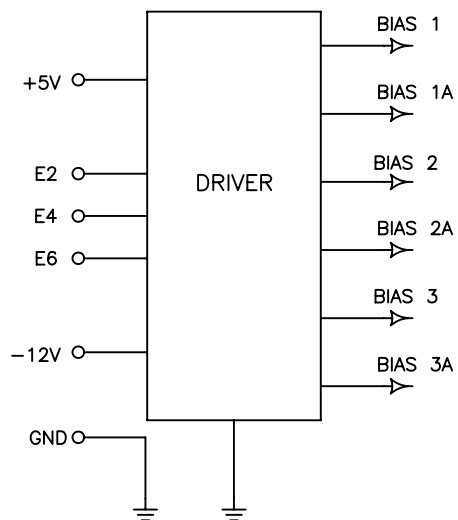 BIAS 1
+5V
BIAS 1A
E2
DRIVER
BIAS 2
E4
BIAS 2A
E6
BIAS 3
-12V
BIAS 3A
GND